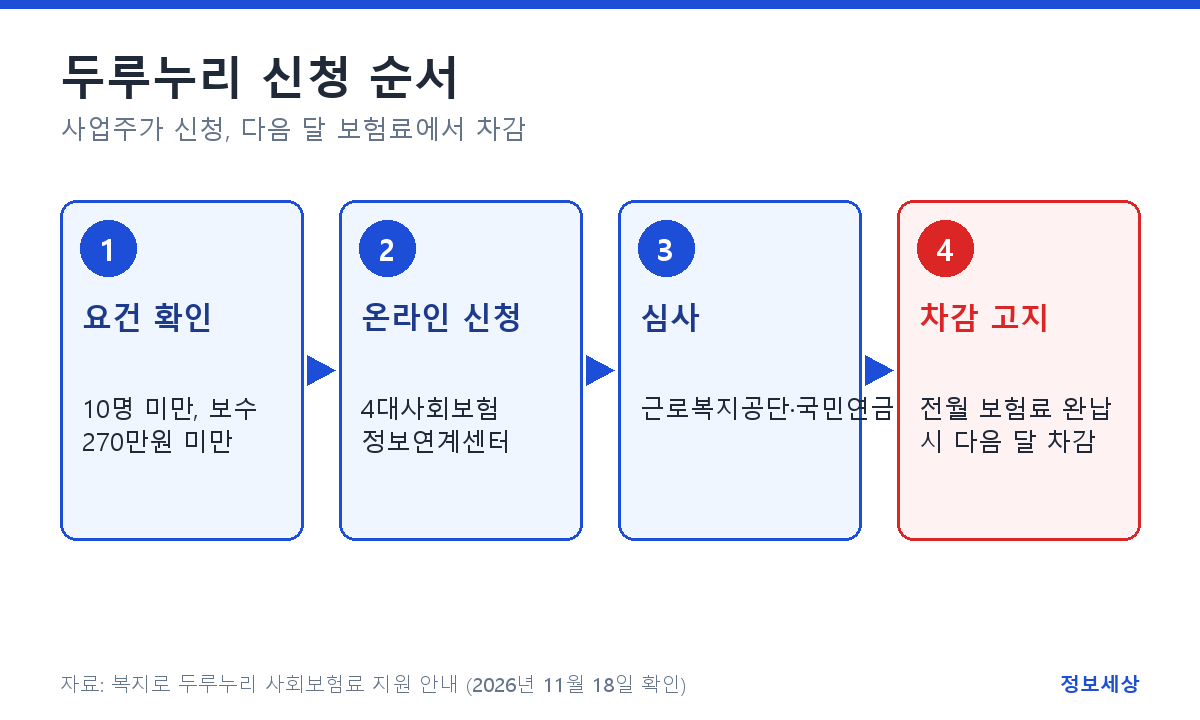 두루누리 신청 순서
사업주가 신청, 다음 달 보험료에서 차감
1
요건 확인
10명 미만, 보수
270만원 미만
2
온라인 신청
4대사회보험
정보연계센터
3
심사
근로복지공단·국민연금
4
차감 고지
전월 보험료 완납
시 다음 달 차감
자료: 복지로 두루누리 사회보험료 지원 안내 (2026년 11월 18일 확인)
정보세상